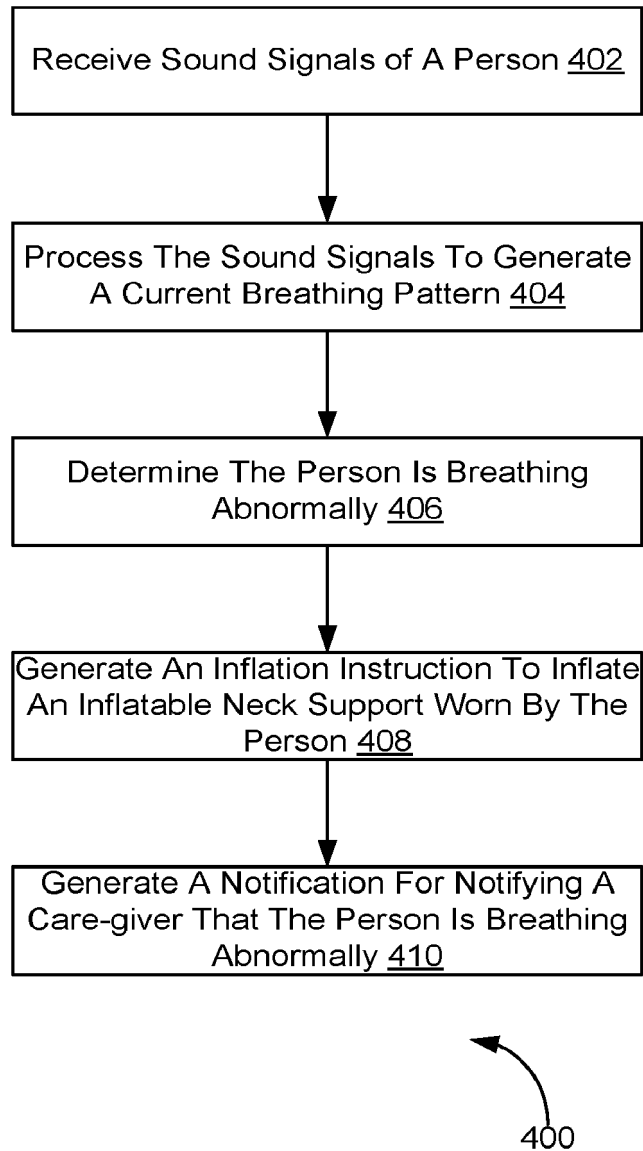 Receive Sound Signals of A Person 402
Process The Sound Signals To Generate
A Current Breathing Pattern 404
Determine The Person Is Breathing
Abnormally 406
Generate An Inflation Instruction To Inflate
An Inflatable Neck Support Worn By The
Person 408
Generate A Notification For Notifying A
Care-giver That The Person Is Breathing
Abnormally 410
400